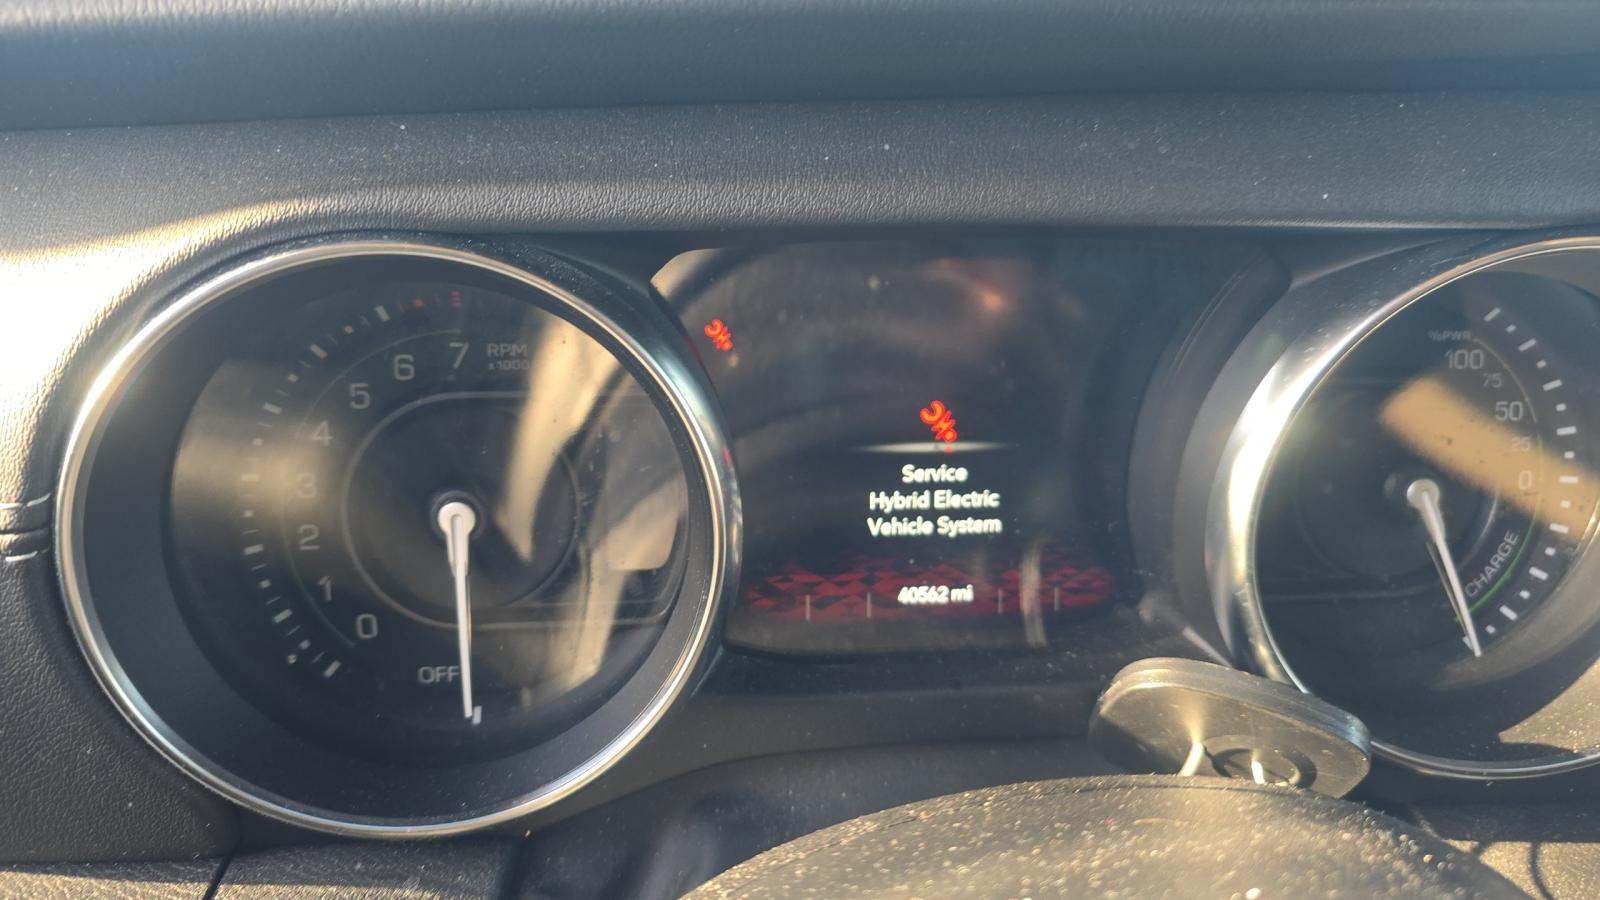 7
RPM
x1000
6
5
4
3
2
1
0
OFF
Service
Hybrid Electric
Vehicle System
40562 mi
%PWR
100
75
50
25
0
CHARGE